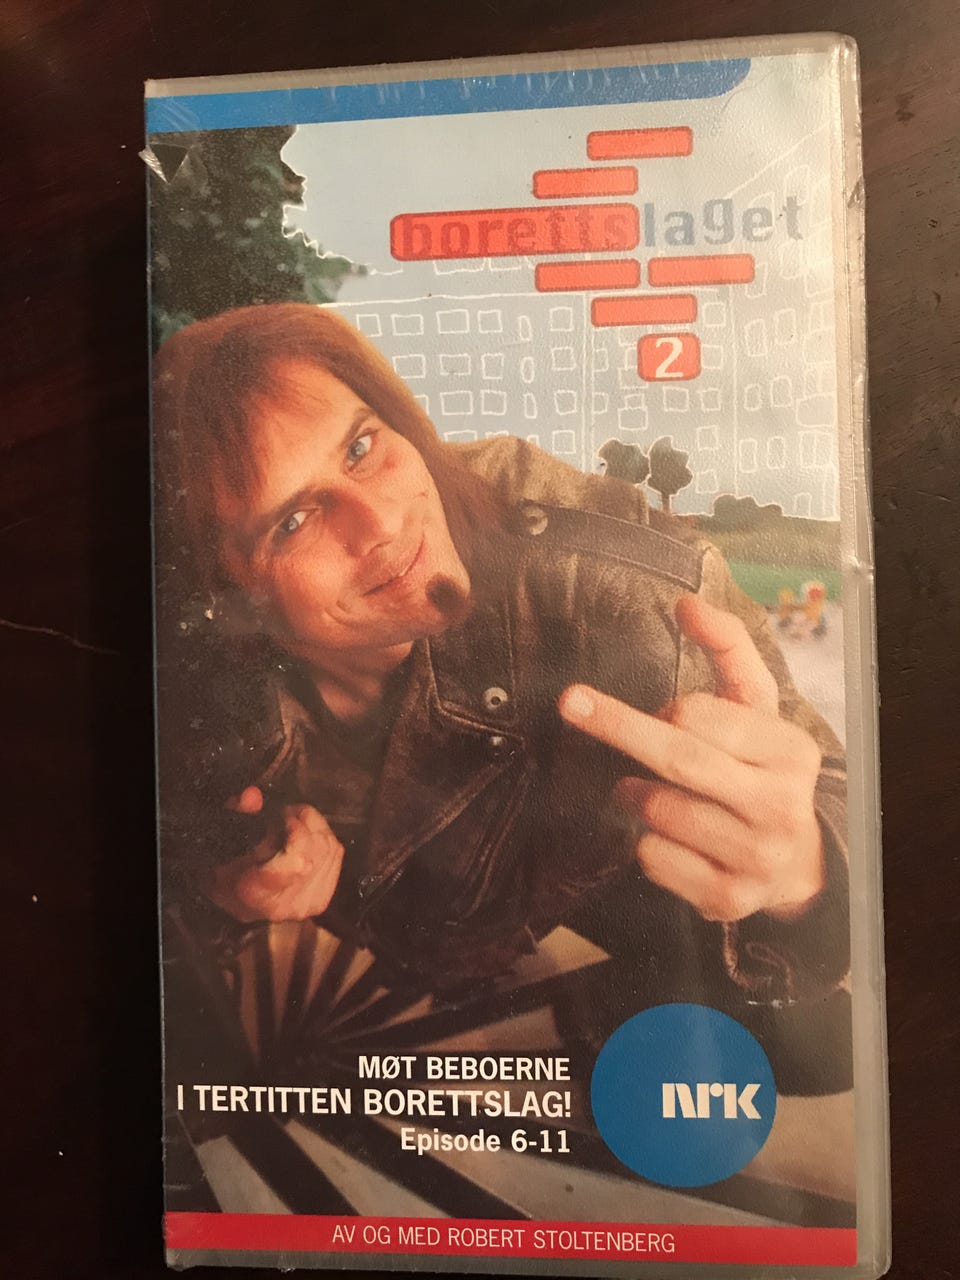 borettslaget
2
MØT BEBOERNE
I TERTITTEN BORETTSLAG!
Episode 6-11
NRK
AV OG MED ROBERT STOLTENBERG